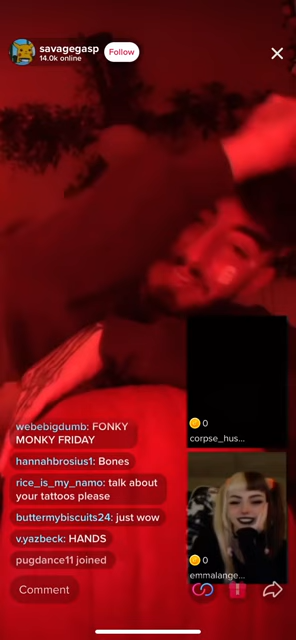 savagegasp
14.0k online
Follow
webebigdumb: FONKY
MONKY FRIDAY
hannahbrosius1: Bones
rice_is_my_namo: talk about
your tattoos please
buttermybiscuits24: just wow
v.yazbeck: HANDS
pugdance11 joined
0
corpse_hus...
0
emmalange...
Comment